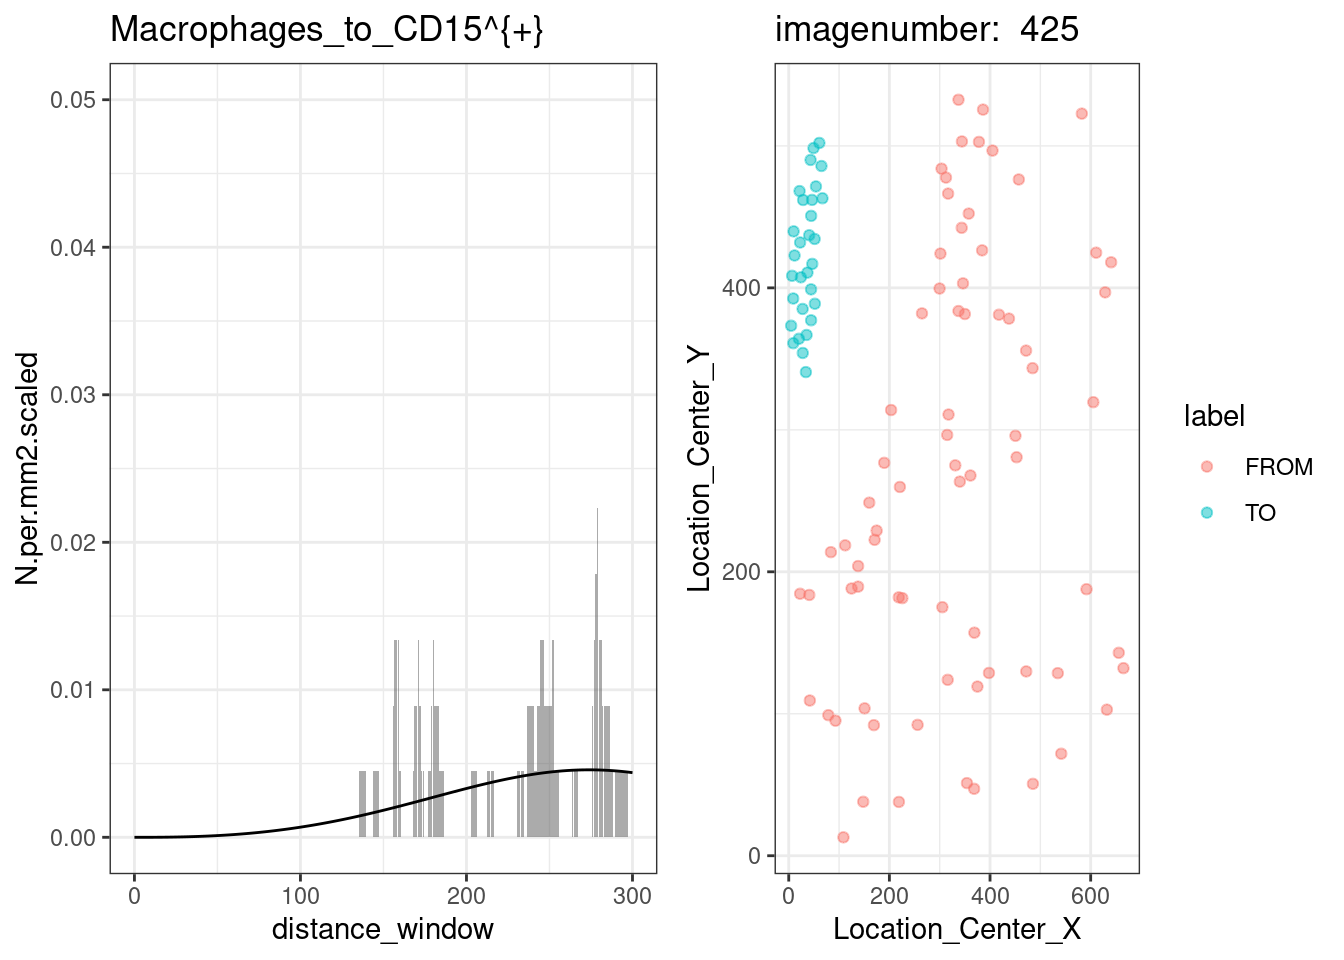 Macrophages_to_CD15^{+}
imagenumber:  425
N.per.mm2.scaled
0.05
0.04
0.03
0.02
0.01
0.00
0
100
200
300
distance_window
Location_Center_Y
400
200
0
0
200
400
600
Location_Center_X
label
FROM
TO